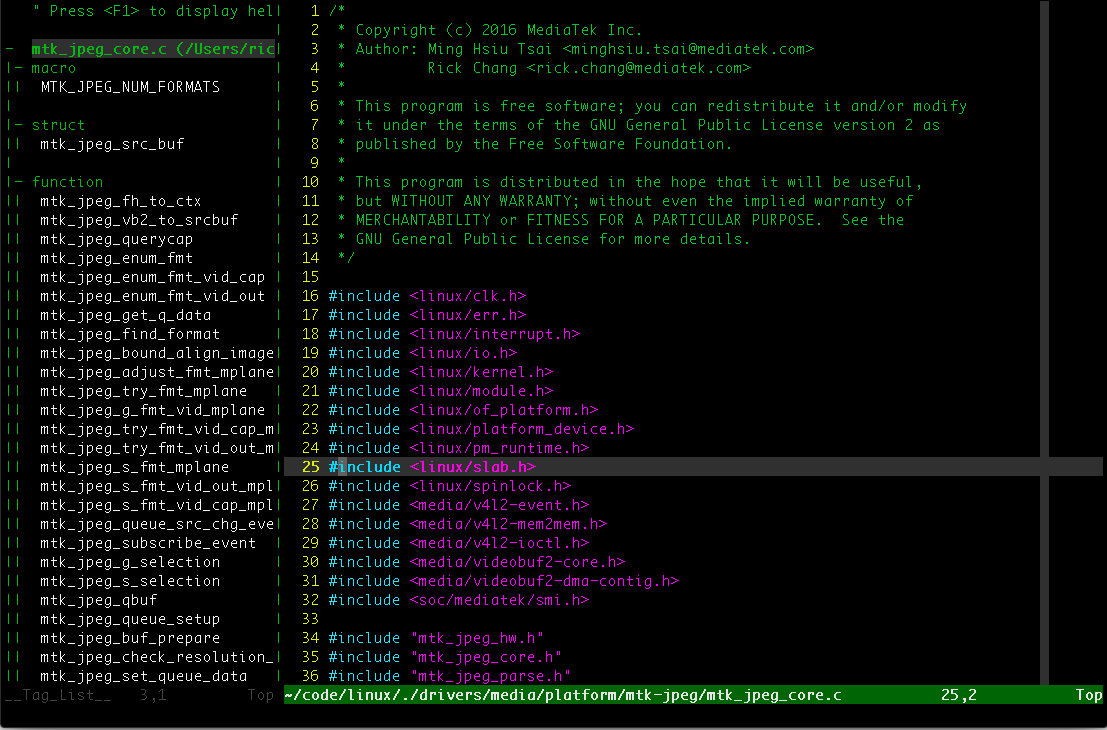 " Press <F1> to display hel
- mtk_jpeg_core.c (/Users/ric
|- macro
|| MTK_JPEG_NUM_FORMATS
|
|- struct
|| mtk_jpeg_src_buf
|
|- function
|| mtk_jpeg_fh_to_ctx
|| mtk_jpeg_vb2_to_srcbuf
|| mtk_jpeg_querycap
|| mtk_jpeg_enum_fmt
|| mtk_jpeg_enum_fmt_vid_cap
|| mtk_jpeg_enum_fmt_vid_out
|| mtk_jpeg_get_q_data
|| mtk_jpeg_find_format
|| mtk_jpeg_bound_align_image
|| mtk_jpeg_adjust_fmt_mplane
|| mtk_jpeg_try_fmt_mplane
|| mtk_jpeg_g_fmt_vid_mplane
|| mtk_jpeg_try_fmt_vid_cap_m
|| mtk_jpeg_try_fmt_vid_out_m
|| mtk_jpeg_s_fmt_mplane
|| mtk_jpeg_s_fmt_vid_out_mpl
|| mtk_jpeg_s_fmt_vid_cap_mpl
|| mtk_jpeg_queue_src_chg_eve
|| mtk_jpeg_subscribe_event
|| mtk_jpeg_g_selection
|| mtk_jpeg_s_selection
|| mtk_jpeg_qbuf
|| mtk_jpeg_queue_setup
|| mtk_jpeg_buf_prepare
|| mtk_jpeg_check_resolution_
|| mtk_jpeg_set_queue_data
__Tag_List__ 3,1 Top
1 /*
2 * Copyright (c) 2016 MediaTek Inc.
3 * Author: Ming Hsiu Tsai <minghsiu.tsai@mediatek.com>
4 * Rick Chang <rick.chang@mediatek.com>
5 *
6 * This program is free software; you can redistribute it and/or modify
7 * it under the terms of the GNU General Public License version 2 as
8 * published by the Free Software Foundation.
9 *
10 * This program is distributed in the hope that it will be useful,
11 * but WITHOUT ANY WARRANTY; without even the implied warranty of
12 * MERCHANTABILITY or FITNESS FOR A PARTICULAR PURPOSE. See the
13 * GNU General Public License for more details.
14 */
15
16 #include <linux/clk.h>
17 #include <linux/err.h>
18 #include <linux/interrupt.h>
19 #include <linux/io.h>
20 #include <linux/kernel.h>
21 #include <linux/module.h>
22 #include <linux/of_platform.h>
23 #include <linux/platform_device.h>
24 #include <linux/pm_runtime.h>
25 #include <linux/slab.h>
26 #include <linux/spinlock.h>
27 #include <media/v4l2-event.h>
28 #include <media/v4l2-mem2mem.h>
29 #include <media/v4l2-ioctl.h>
30 #include <media/videobuf2-core.h>
31 #include <media/videobuf2-dma-contig.h>
32 #include <soc/mediatek/smi.h>
33
34 #include "mtk_jpeg_hw.h"
35 #include "mtk_jpeg_core.h"
36 #include "mtk_jpeg_parse.h"
~/code/linux/./drivers/media/platform/mtk-jpeg/mtk_jpeg_core.c 25,2 Top